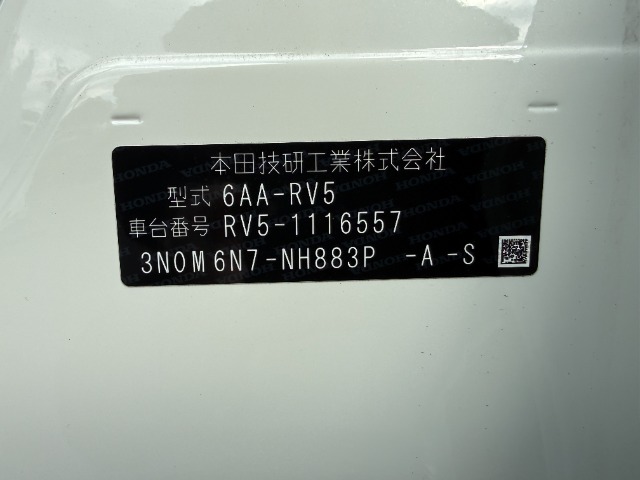 本田技研工業株式会社
型式 6AA-RV5
車台番号 RV5-1116557
3N0M6N7-NH883P -A-S